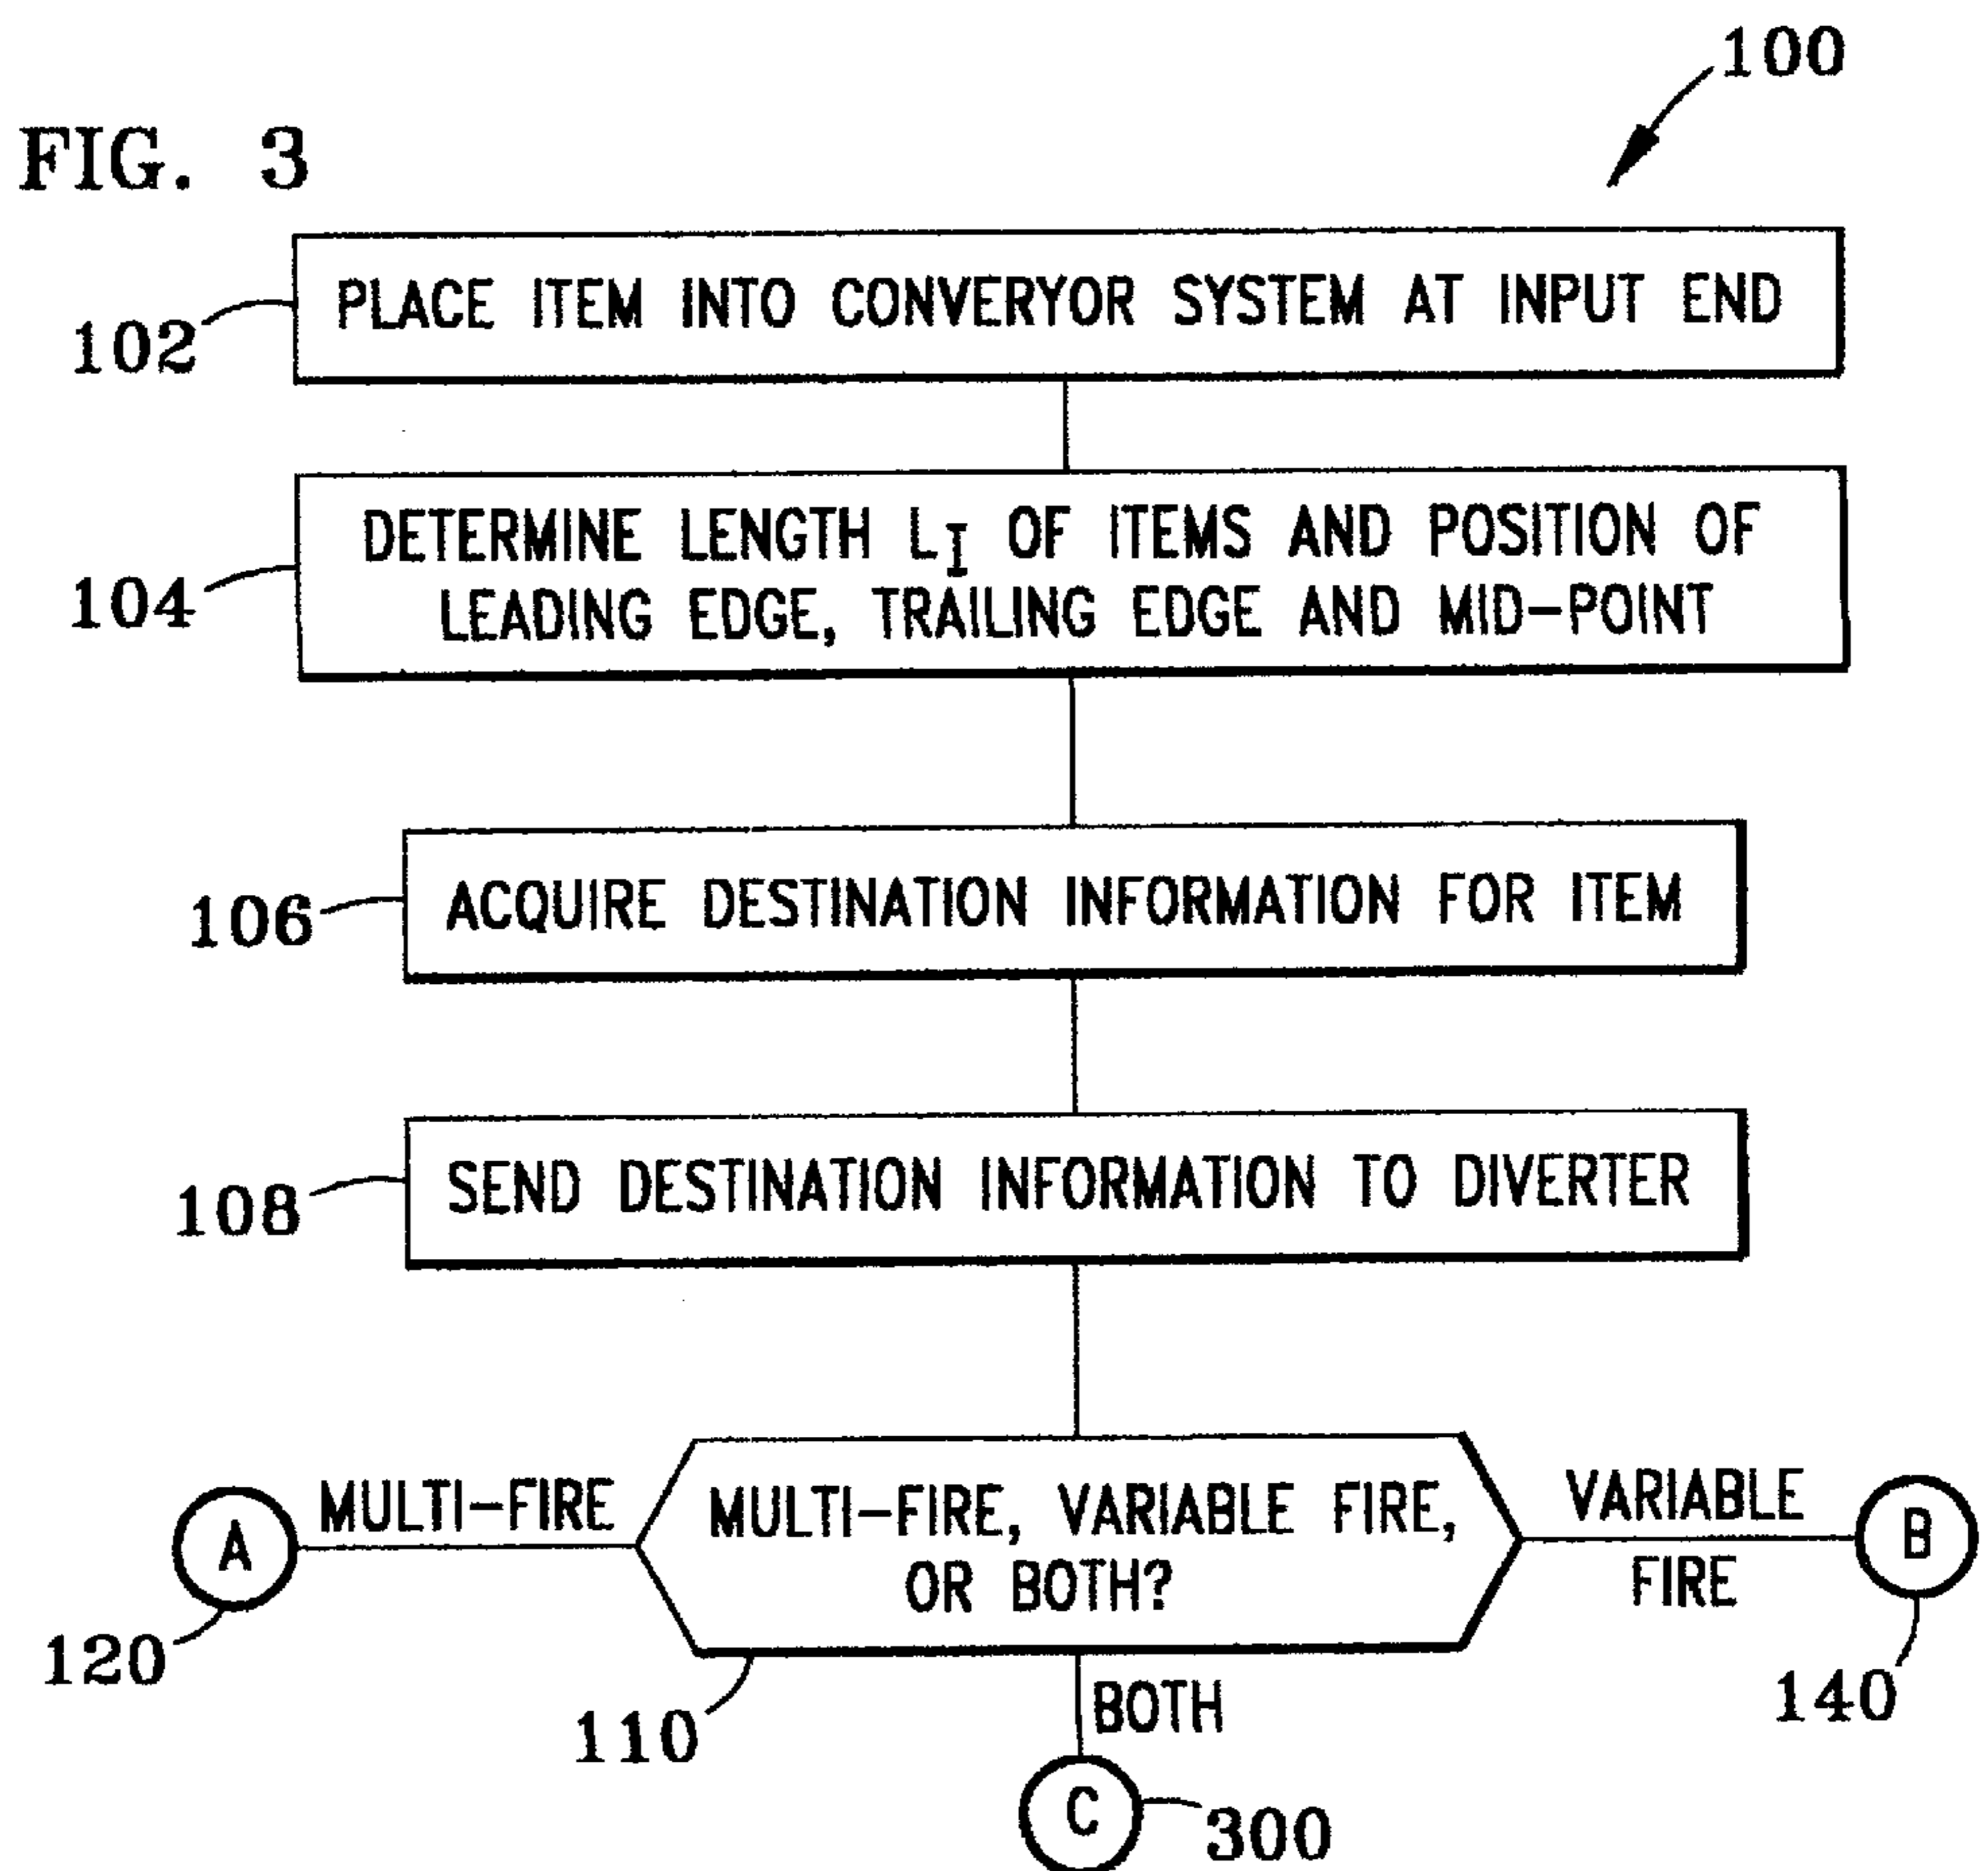 100
FIG. 3
PLACE ITEM INTO CONVERYOR SYSTEM AT INPUT END
102
DETERMINE LENGTH LI OF ITEMS AND POSITION OF
LEADING EDGE, TRAILING EDGE AND MID-POINT
104
ACQUIRE DESTINATION INFORMATION FOR ITEM
106
SEND DESTINATION INFORMATION TO DIVERTER
108
A
MULTI-FIRE
MULTI-FIRE, VARIABLE FIRE,
OR BOTH?
VARIABLE
FIRE
B
120
110
BOTH
140
C
300